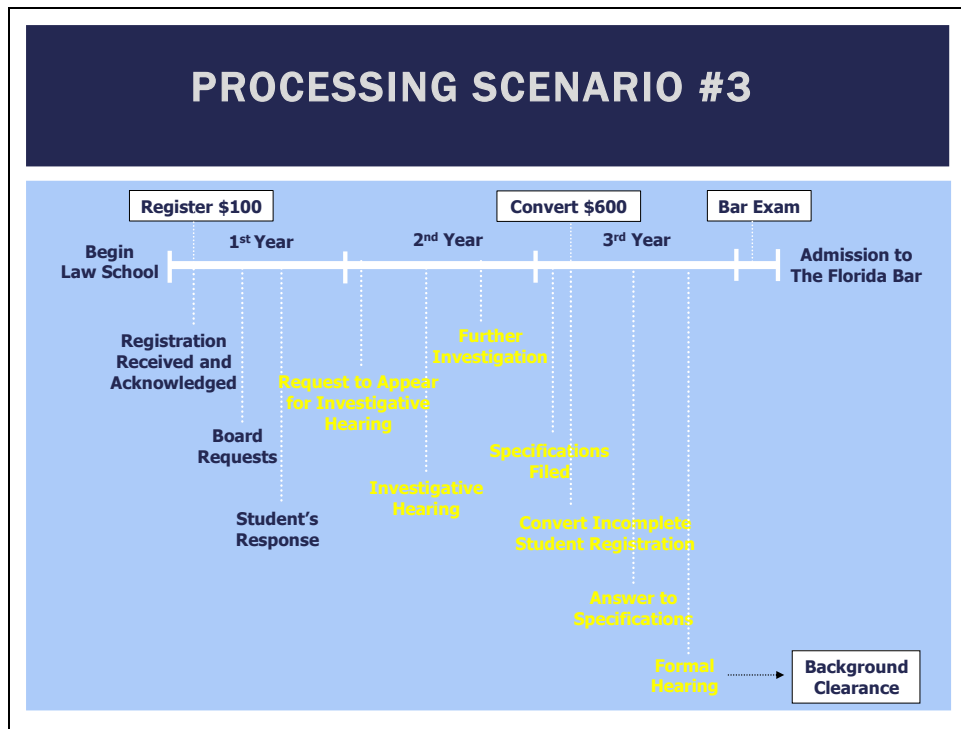 PROCESSING SCENARIO #3
Register $100
Convert $600
Bar Exam
1st Year
2nd Year
3rd Year
Begin
Law School
Admission to
The Florida Bar
Registration
Received and
Acknowledged
Board
Requests
Student’s
Response
Request to Appear
for Investigative
Hearing
Investigative
Hearing
Further
Investigation
Specifications
Filed
Convert Incomplete
Student Registration
Answer to
Specifications
Formal
Hearing
Background
Clearance